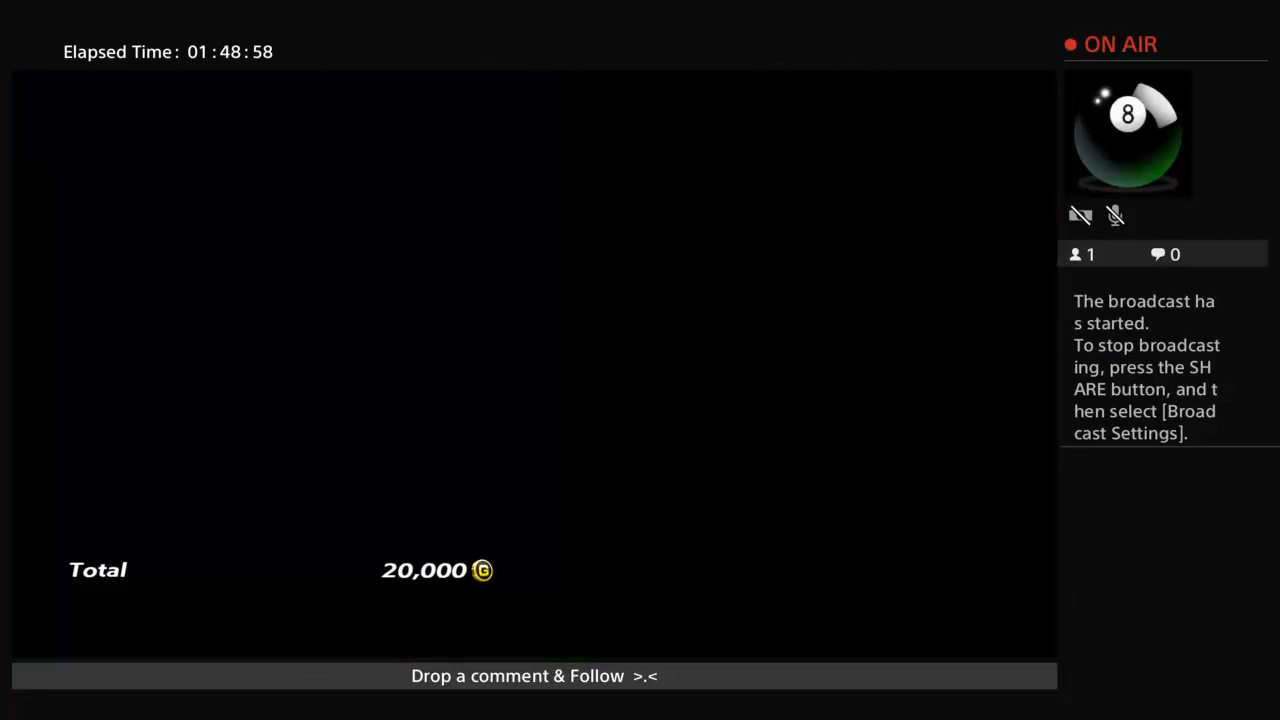 Elapsed Time: 01:48:58
ON AIR
8
1 0
The broadcast ha
s started.
To stop broadcast
ing, press the SH
ARE button, and t
hen select [Broad
cast Settings].
Total 20,000 G
Drop a comment & Follow >.<